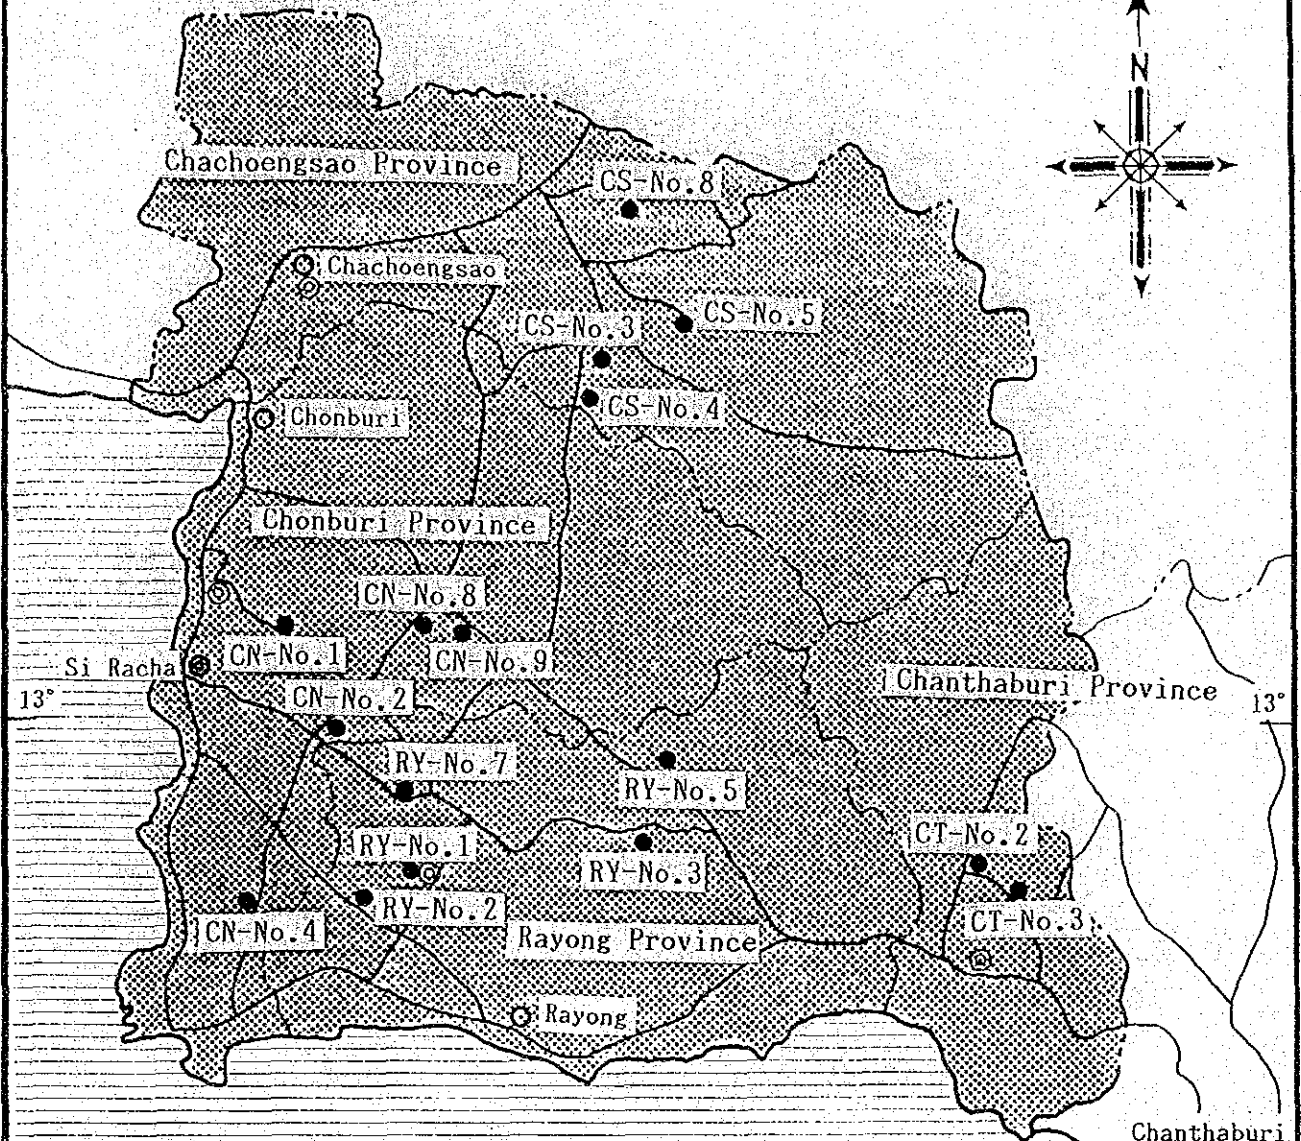 N
Chachoengsao Province
CS-No.8
Chachoengsao
CS-No.3
CS-No.5
CS-No.4
Chonburi
Chonburi Province
CN-No.8
CN-No.1
CN-No.9
Si Racha
CN-No.2
13°
Chanthaburi Province
13°
RY-No.7
RY-No.5
RY-No.1
CT-No.2
RY-No.3
RY-No.2
CT-No.3
CN-No.4
Rayong Province
Rayong
Chanthaburi